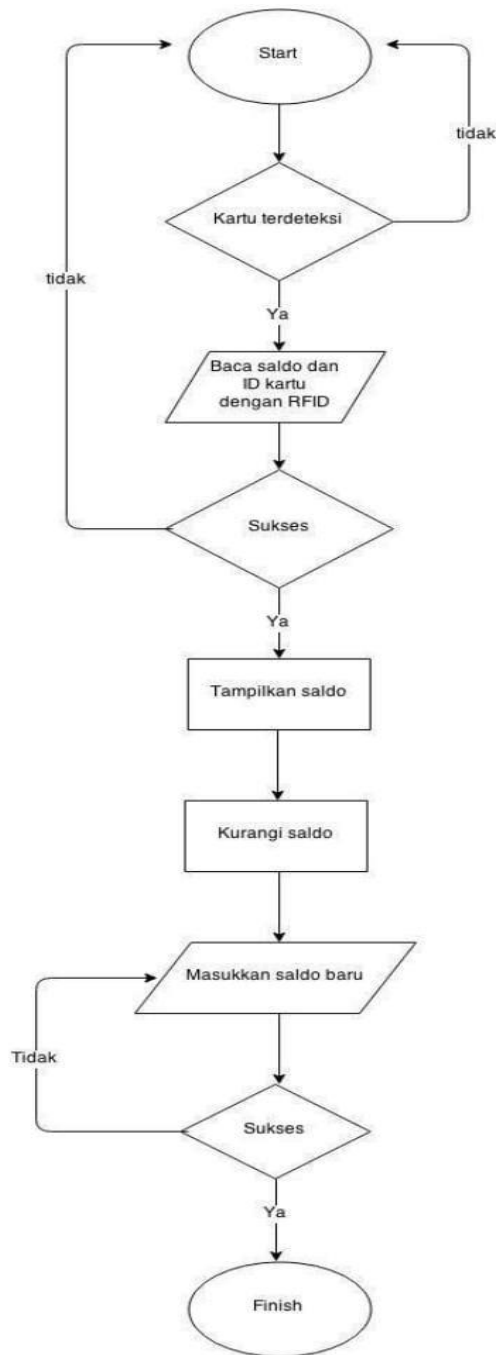 Start
tidak
Kartu terdeteksi
tidak
Ya
Baca saldo dan
ID kartu
dengan RFID
Sukses
Ya
Tampilkan saldo
Kurangi saldo
Masukkan saldo baru
Tidak
Sukses
Ya
Finish